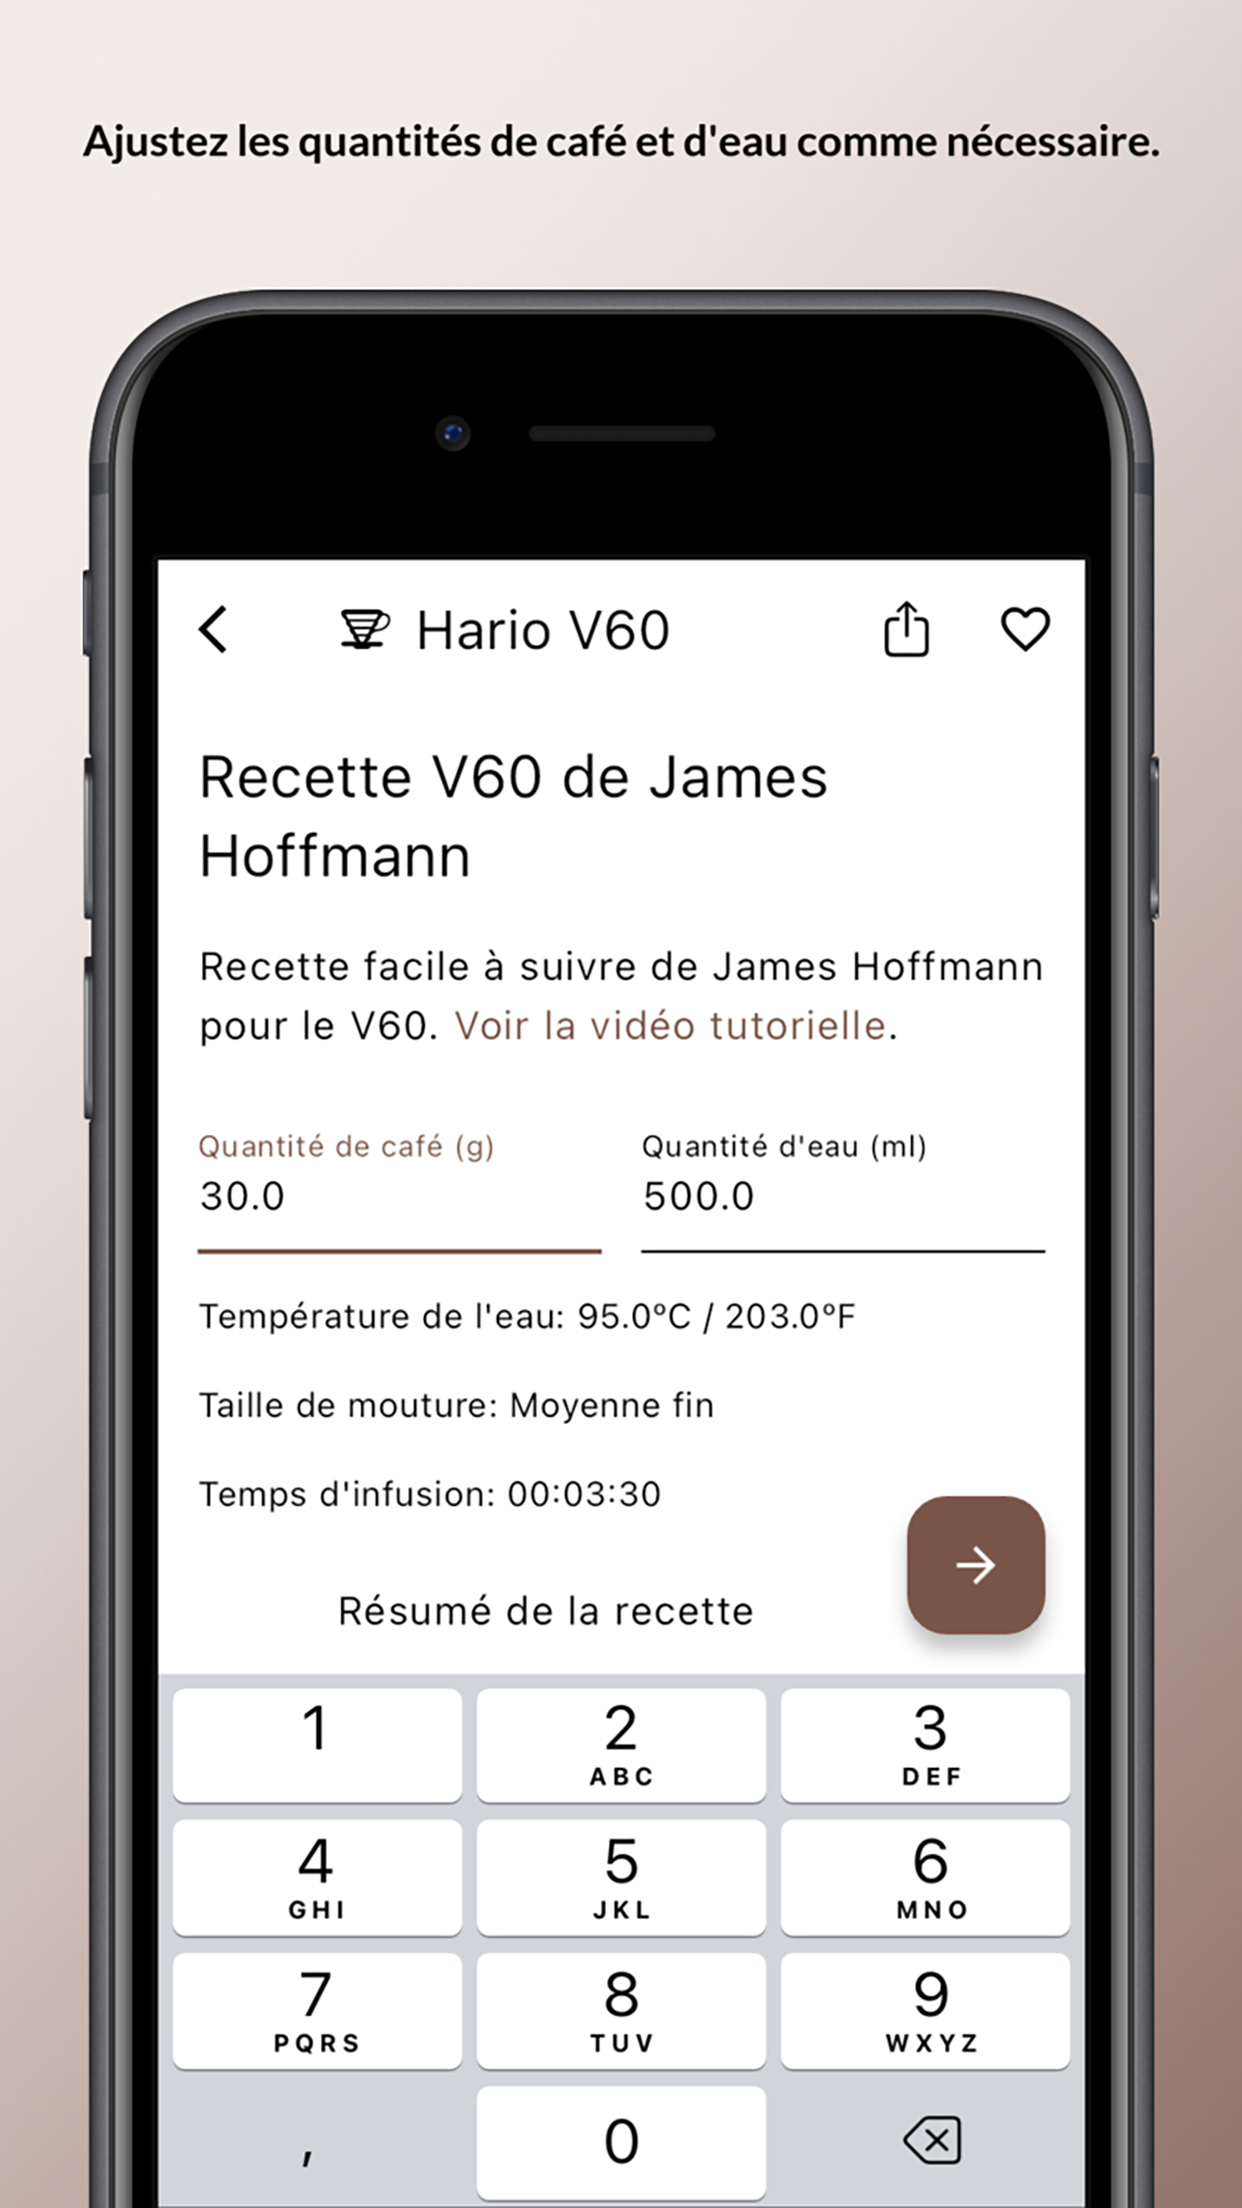 Ajustez les quantités de café et d'eau comme nécessaire.
Hario V60
Recette V60 de James
Hoffmann
Recette facile à suivre de James Hoffmann
pour le V60. Voir la vidéo tutorielle.
Quantité de café (g)
Quantité d'eau (ml)
30.0
500.0
Température de l'eau: 95.0°C / 203.0°F
Taille de mouture: Moyenne fin
Temps d'infusion: 00:03:30
Résumé de la recette
1
2
3
ABC
DEF
4
5
6
GHI
JKL
MNO
7
8
9
PQRS
TUV
WXYZ
,
0